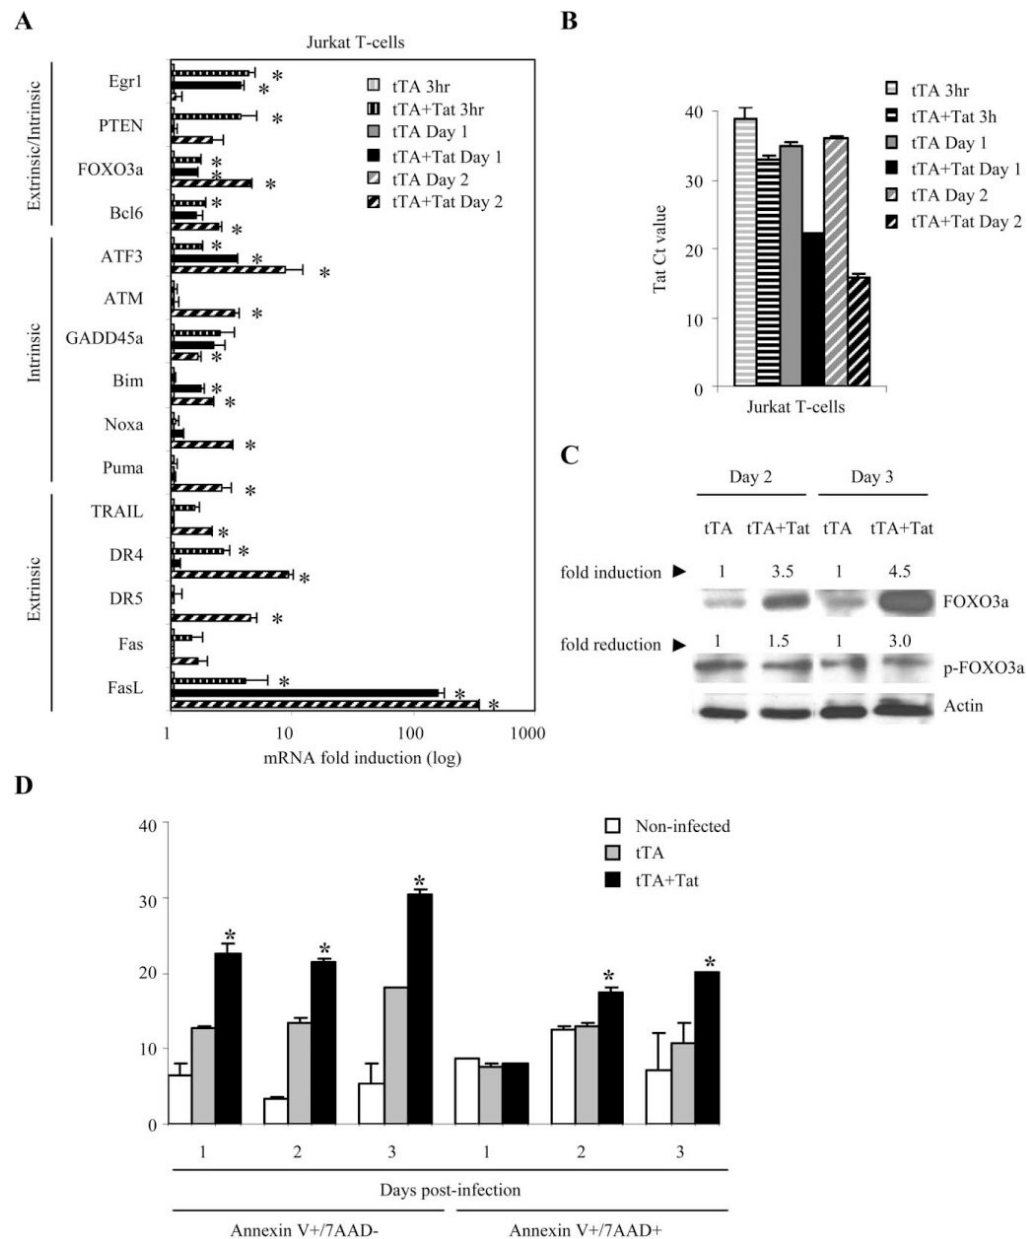 A
Jurkat T-cells
Extrinsic/Intrinsic
Intrinsic
Extrinsic
Egr1
PTEN
FOXO3a
Bcl6
ATF3
ATM
GADD45a
Bim
Noxa
Puma
TRAIL
DR4
DR5
Fas
FasL
* * * * * * * * * * * * * * * * * * * * * * * *
tTA 3hr
tTA+Tat 3hr
tTA Day 1
tTA+Tat Day 1
tTA Day 2
tTA+Tat Day 2
1 10 100 1000
mRNA fold induction (log)
B
Tat Ct value
40
30
20
10
0
Jurkat T-cells
tTA 3hr
tTA+Tat 3h
tTA Day 1
tTA+Tat Day 1
tTA Day 2
tTA+Tat Day 2
C
Day 2 Day 3
tTA tTA+Tat tTA tTA+Tat
fold induction ► 1 3.5 1 4.5
FOXO3a
fold reduction ► 1 1.5 1 3.0
p-FOXO3a
Actin
D
40
30
20
10
0
Non-infected
tTA
tTA+Tat
* * * * *
1 2 3 1 2 3
Days post-infection
Annexin V+/7AAD- Annexin V+/7AAD+